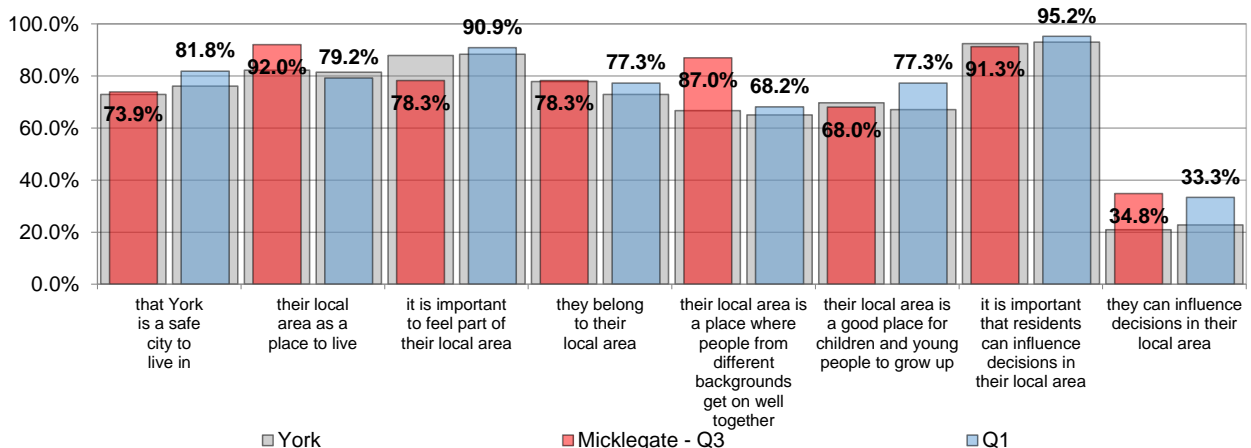 100.0%
80.0%
60.0%
40.0%
20.0%
0.0%
73.9%
81.8%
92.0%
79.2%
78.3%
90.9%
78.3%
77.3%
87.0%
68.2%
68.0%
77.3%
91.3%
95.2%
34.8%
33.3%
that York
is a safe
city to
live in
their local
area as a
place to live
it is important
to feel part of
their local area
they belong
to their
local area
their local area is
a place where
people from
different
backgrounds
get on well
together
their local area is
a good place for
children and young
people to grow up
it is important
that residents
can influence
decisions in
their local area
they can influence
decisions in their
local area
York
Micklegate - Q3
Q1